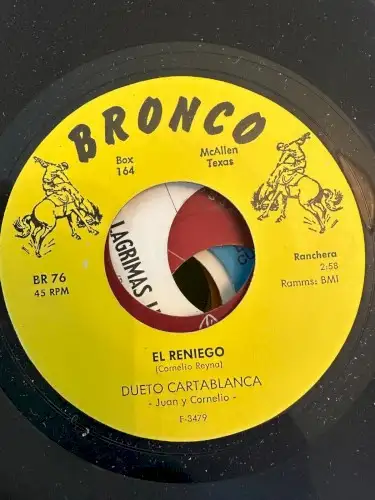 BRONCO
Box
164
McAllen
Texas
BR 76
45 RPM
Ranchera
2:58
Ramms: BMI
LAGRIMAS
EL RENIEGO
(Cornelio Reyna)
DUETO CARTABLANCA
- Juan y Cornelio -
F-3479